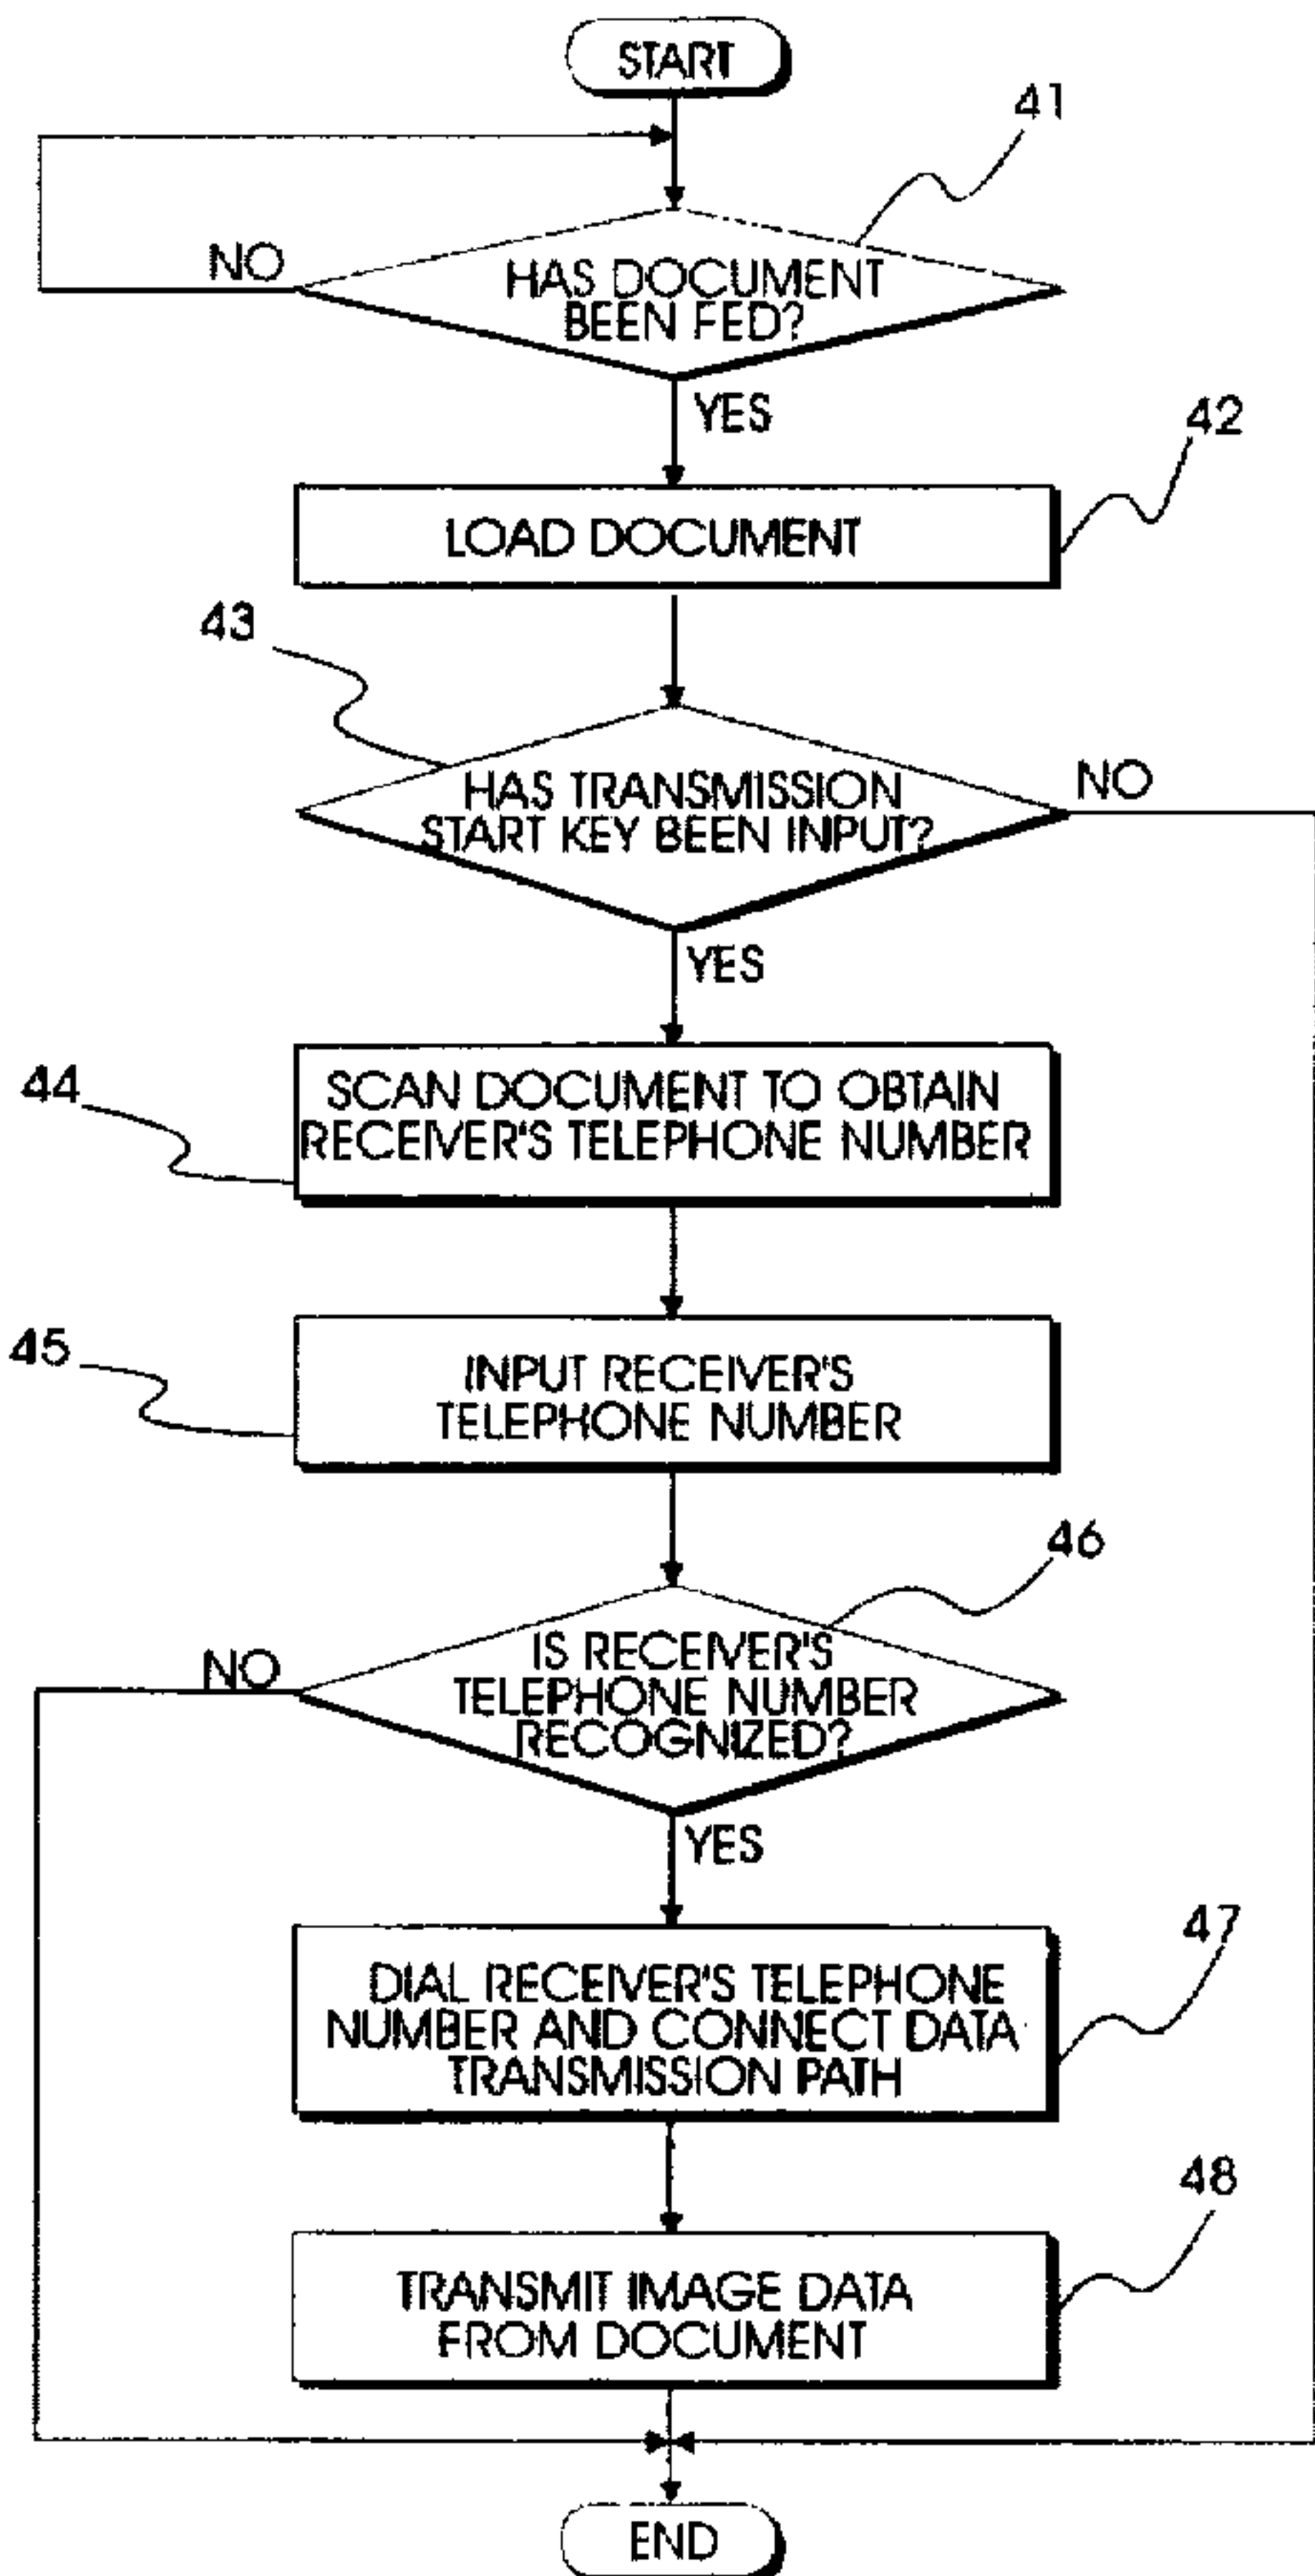 START
41
NO
HAS DOCUMENT
BEEN FED?
YES
42
LOAD DOCUMENT
43
HAS TRANSMISSION
START KEY BEEN INPUT?
NO
YES
44
SCAN DOCUMENT TO OBTAIN
RECEIVER'S TELEPHONE NUMBER
45
INPUT RECEIVER'S
TELEPHONE NUMBER
46
NO
IS RECEIVER'S
TELEPHONE NUMBER
RECOGNIZED?
YES
47
DIAL RECEIVER'S TELEPHONE
NUMBER AND CONNECT DATA
TRANSMISSION PATH
48
TRANSMIT IMAGE DATA
FROM DOCUMENT
END